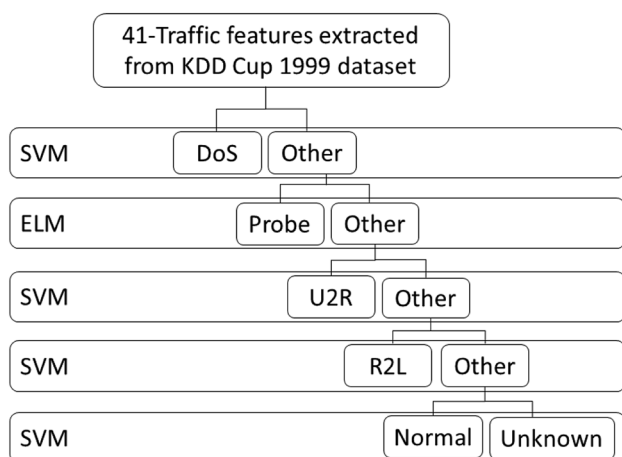 41-Traffic features extracted
from KDD Cup 1999 dataset
SVM DoS Other
ELM Probe Other
SVM U2R Other
SVM R2L Other
SVM Normal Unknown